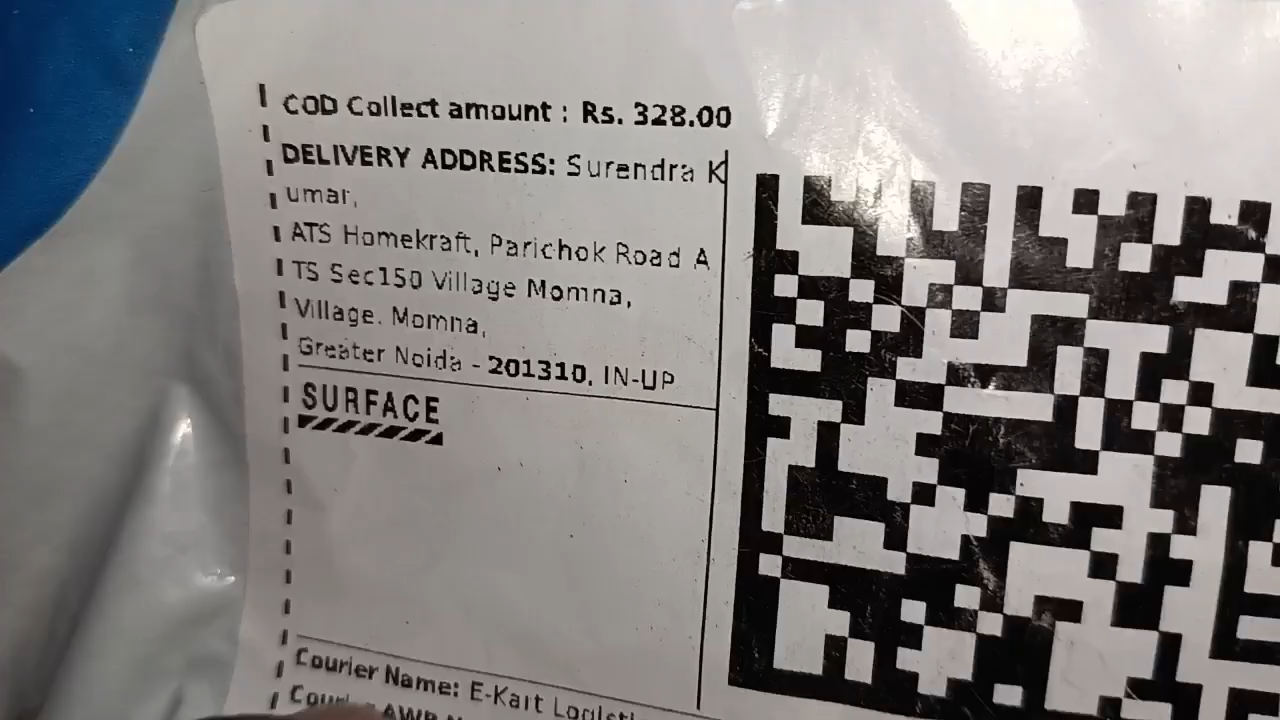 COD Collect amount : Rs. 328.00
DELIVERY ADDRESS: Surendra K
umar,
ATS Homekraft, Parichok Road A
TS Sec150 Village Momna,
Village. Momna,
Greater Noida - 201310, IN-UP
SURFACE
Courier Name: E-Kart
AWB